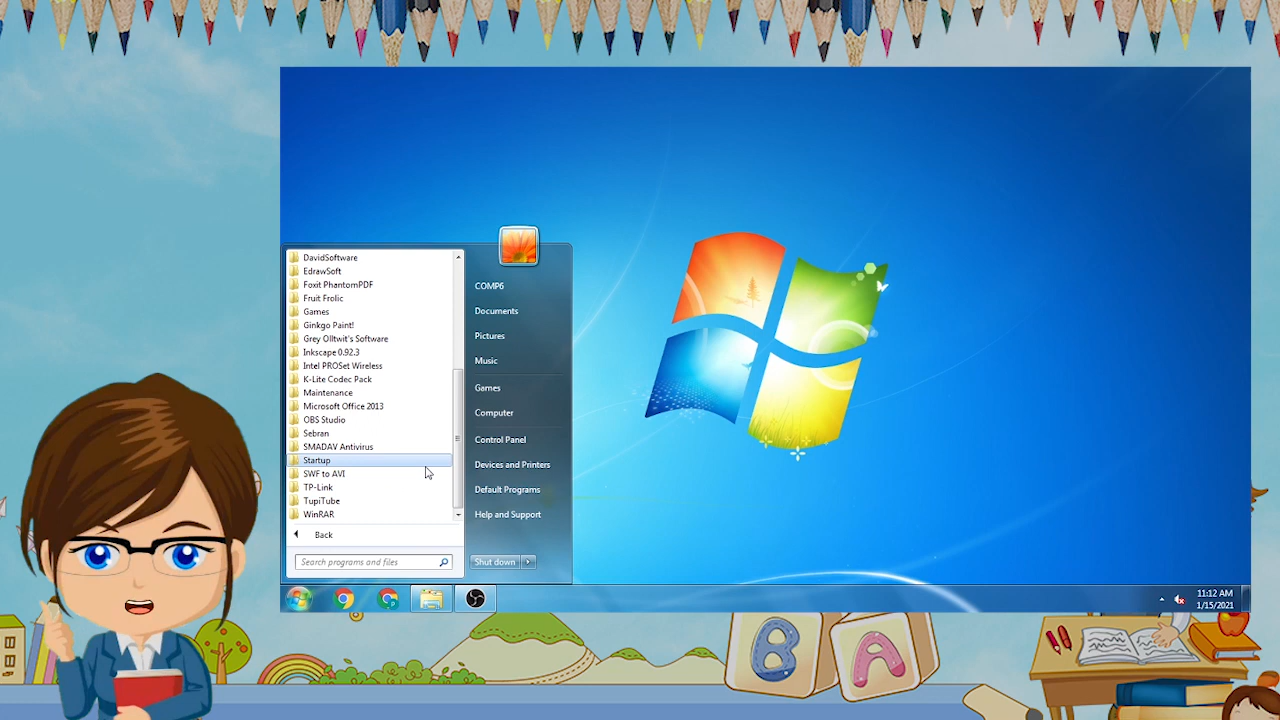 DavidSoftware
EdrawSoft
Foxit PhantomPDF
Fruit Frolic
Games
Ginkgo Paint!
Grey Olltwit's Software
Inkscape 0.92.3
Intel PROSet Wireless
K-Lite Codec Pack
Maintenance
Microsoft Office 2013
OBS Studio
Sebran
SMADAV Antivirus
Startup
SWF to AVI
TP-Link
TupiTube
WinRAR
Back
Search programs and files
COMP6
Documents
Pictures
Music
Games
Computer
Control Panel
Devices and Printers
Default Programs
Help and Support
Shut down
11:12 AM
1/15/2021
B
A